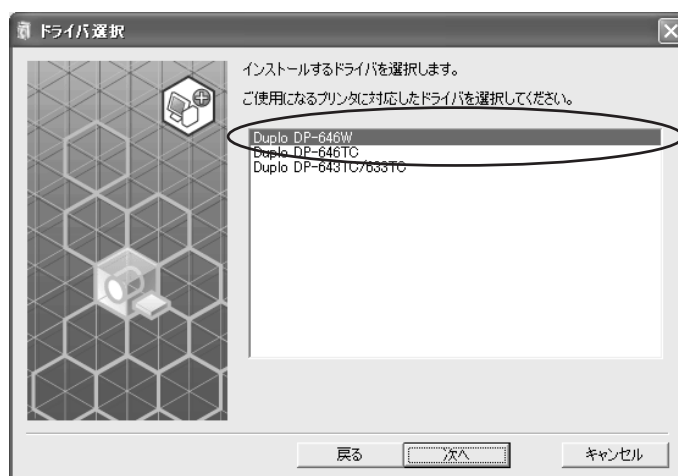 ドライバ選択
インストールするドライバを選択します。
ご使用になるプリンタに対応したドライバを選択してください。
Duplo DP-646W
Duplo DP-646TC
Duplo DP-643TC/633TC
戻る
次へ
キャンセル